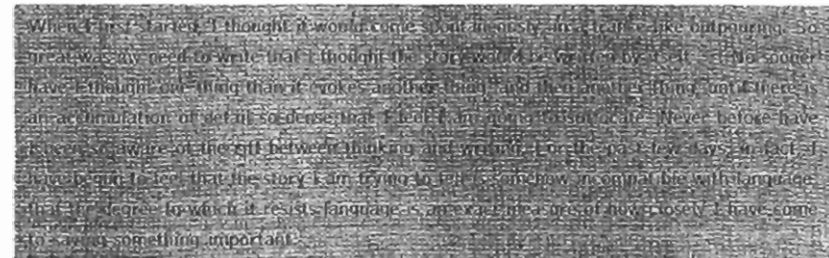 When I first started, I thought it would come spontaneously, in a trance-like outpouring. So
great was my need to write that I thought the story would be written by itself. No sooner
have I thought one thing than it evokes another thing, and then another thing, until there is
an accumulation of detail so dense that I feel I am going to suffocate. Never before have
I been so aware of the rift between thinking and writing. For the past few days, in fact, I
have begun to feel that the story I am trying to tell is somehow incompatible with language,
that the degree to which it resists language is an exact measure of how closely I have come
to saying something important